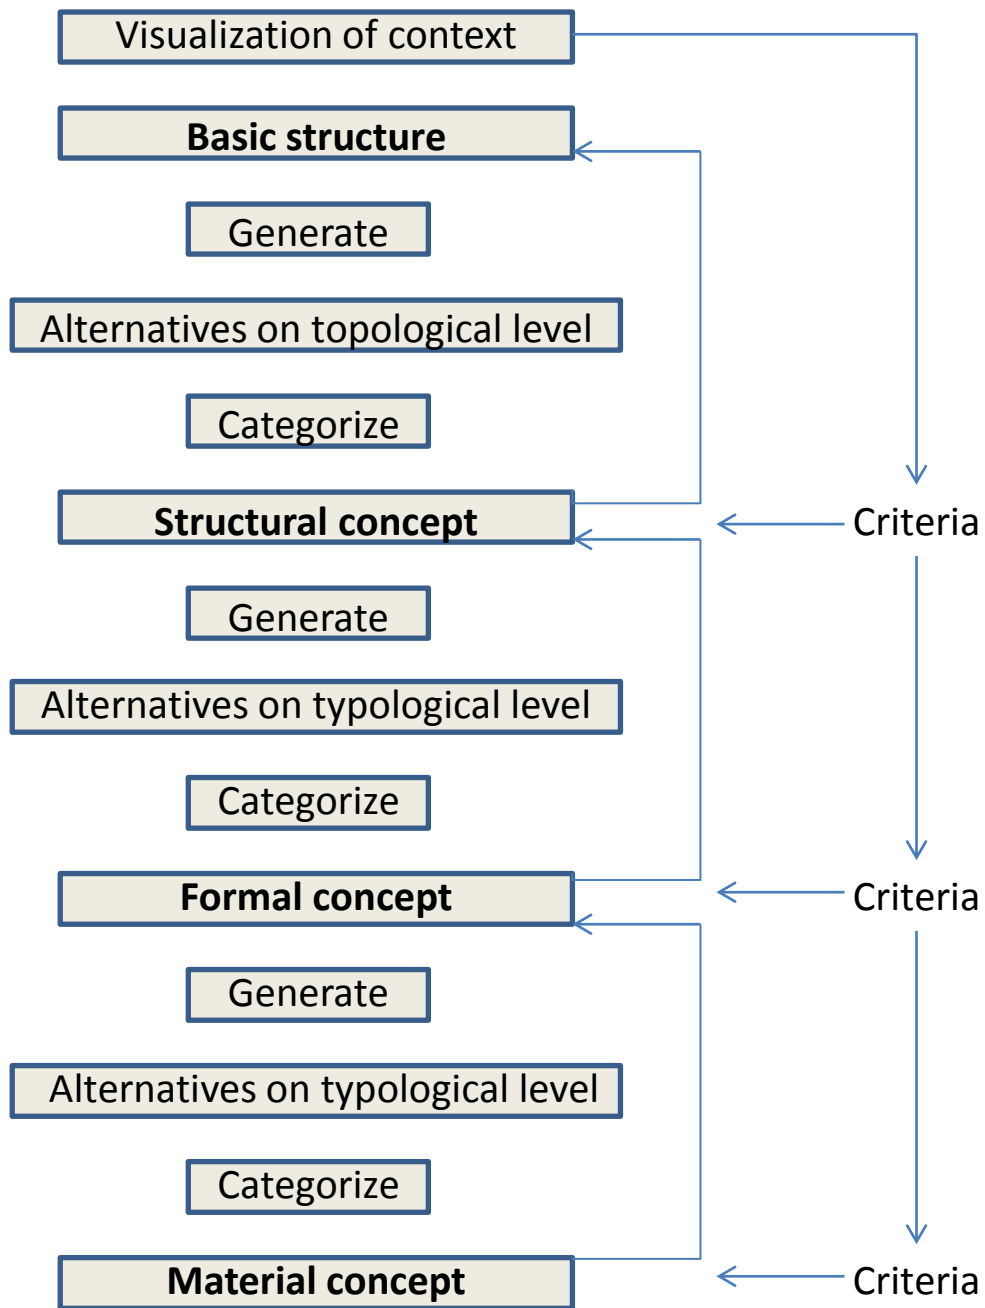 Visualization of context
Basic structure
Generate
Alternatives on topological level
Categorize
Structural concept
Criteria
Generate
Alternatives on typological level
Categorize
Formal concept
Criteria
Generate
Alternatives on typological level
Categorize
Material concept
Criteria